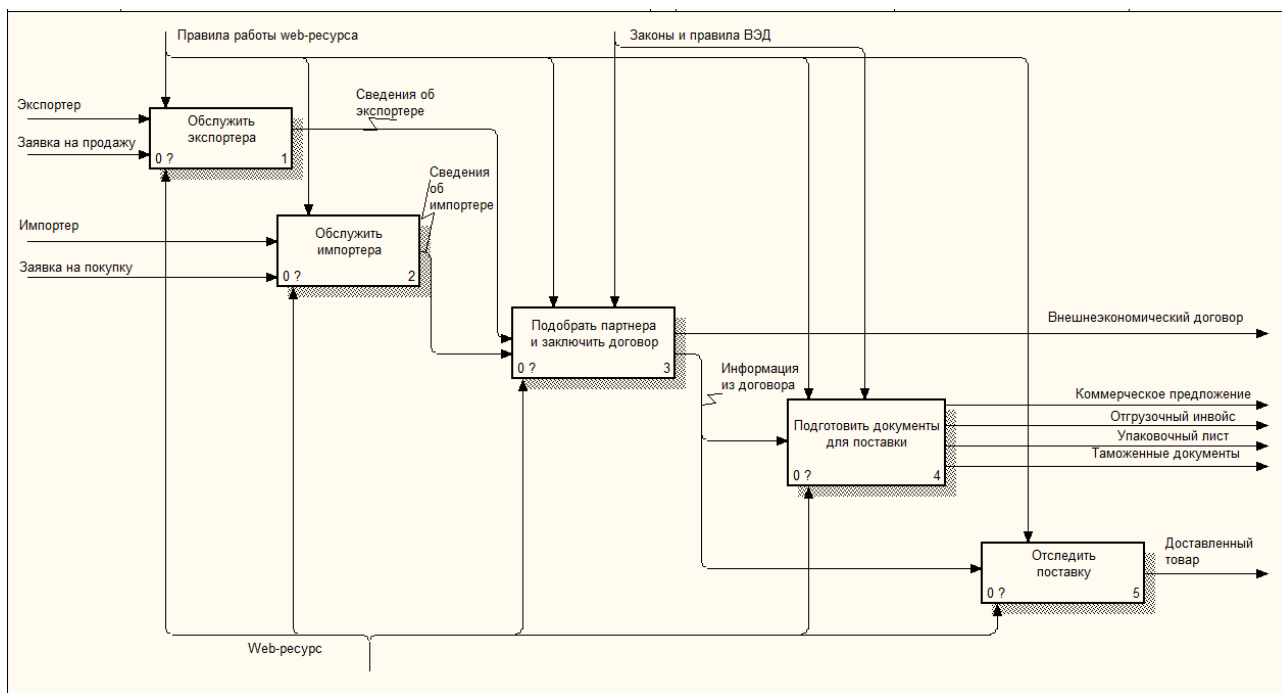 Правила работы web-ресурса
Законы и правила ВЭД
Экспортер
Заявка на продажу
Обслужить
экспортера
0 ?
1
Сведения об
экспортере
Сведения
об
импортере
Импортер
Заявка на покупку
Обслужить
импортера
0 ?
2
Подобрать партнера
и заключить договор
0 ?
3
Внешнеэкономический договор
Информация
из договора
Подготовить документы
для поставки
0 ?
4
Коммерческое предложение
Отгрузочный инвойс
Упаковочный лист
Таможенные документы
Отследить
поставку
0 ?
5
Доставленный
товар
Web-ресурс